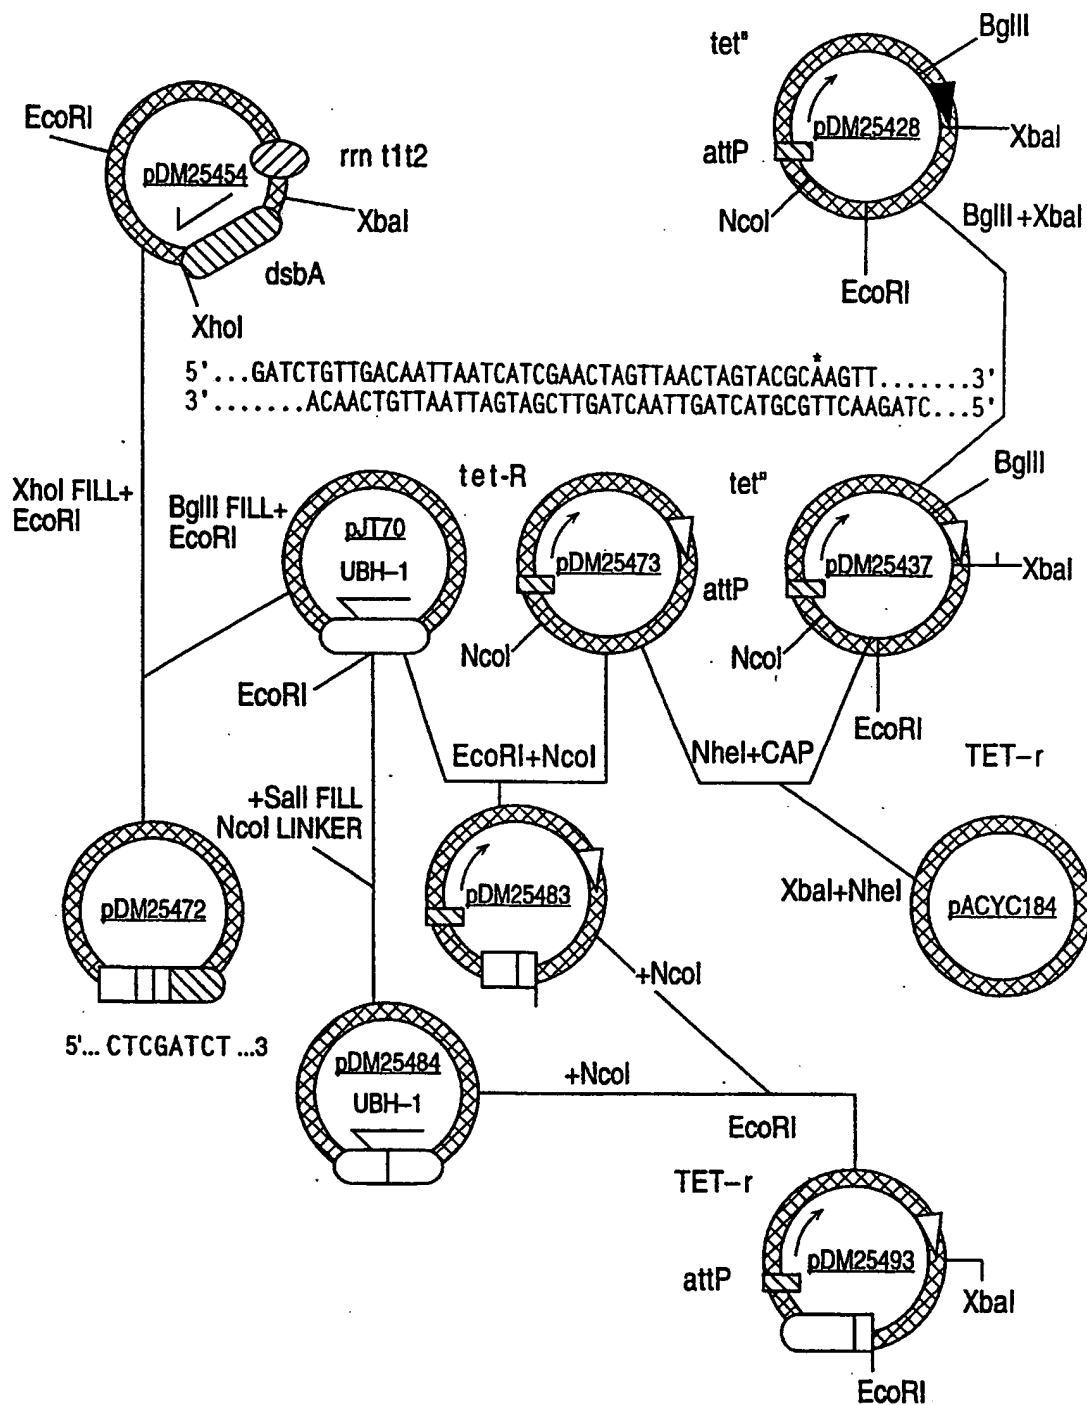 tetR
BglII
EcoRI
pDM25454
rrn t1t2
XbaI
dsbA
XhoI
pDM25428
attP
XbaI
NcoI
BglII+XbaI
EcoRI
*
5'...GATCTGTTGACAATTAATCATCGAACTAGTTAACTAGTACGCAAGTT.......3'
3'.......ACAACTGTTAATTAGTAGCTTGATCAATTGATCATGCGTTCAAGATC...5'
XhoI FILL+
EcoRI
BglII FILL+
EcoRI
pJT70
UBH-1
tet-R
pDM25473
attP
NcoI
tetR
BglII
pDM25437
XbaI
NcoI
EcoRI
EcoRI
EcoRI+NcoI
NheI+CAP
TET-r
+SalI FILL
NcoI LINKER
pDM25472
pDM25483
XbaI+NheI
pACYC184
+NcoI
5'... CTCGATCT ...3
pDM25484
UBH-1
+NcoI
EcoRI
TET-r
pDM25493
attP
XbaI
EcoRI